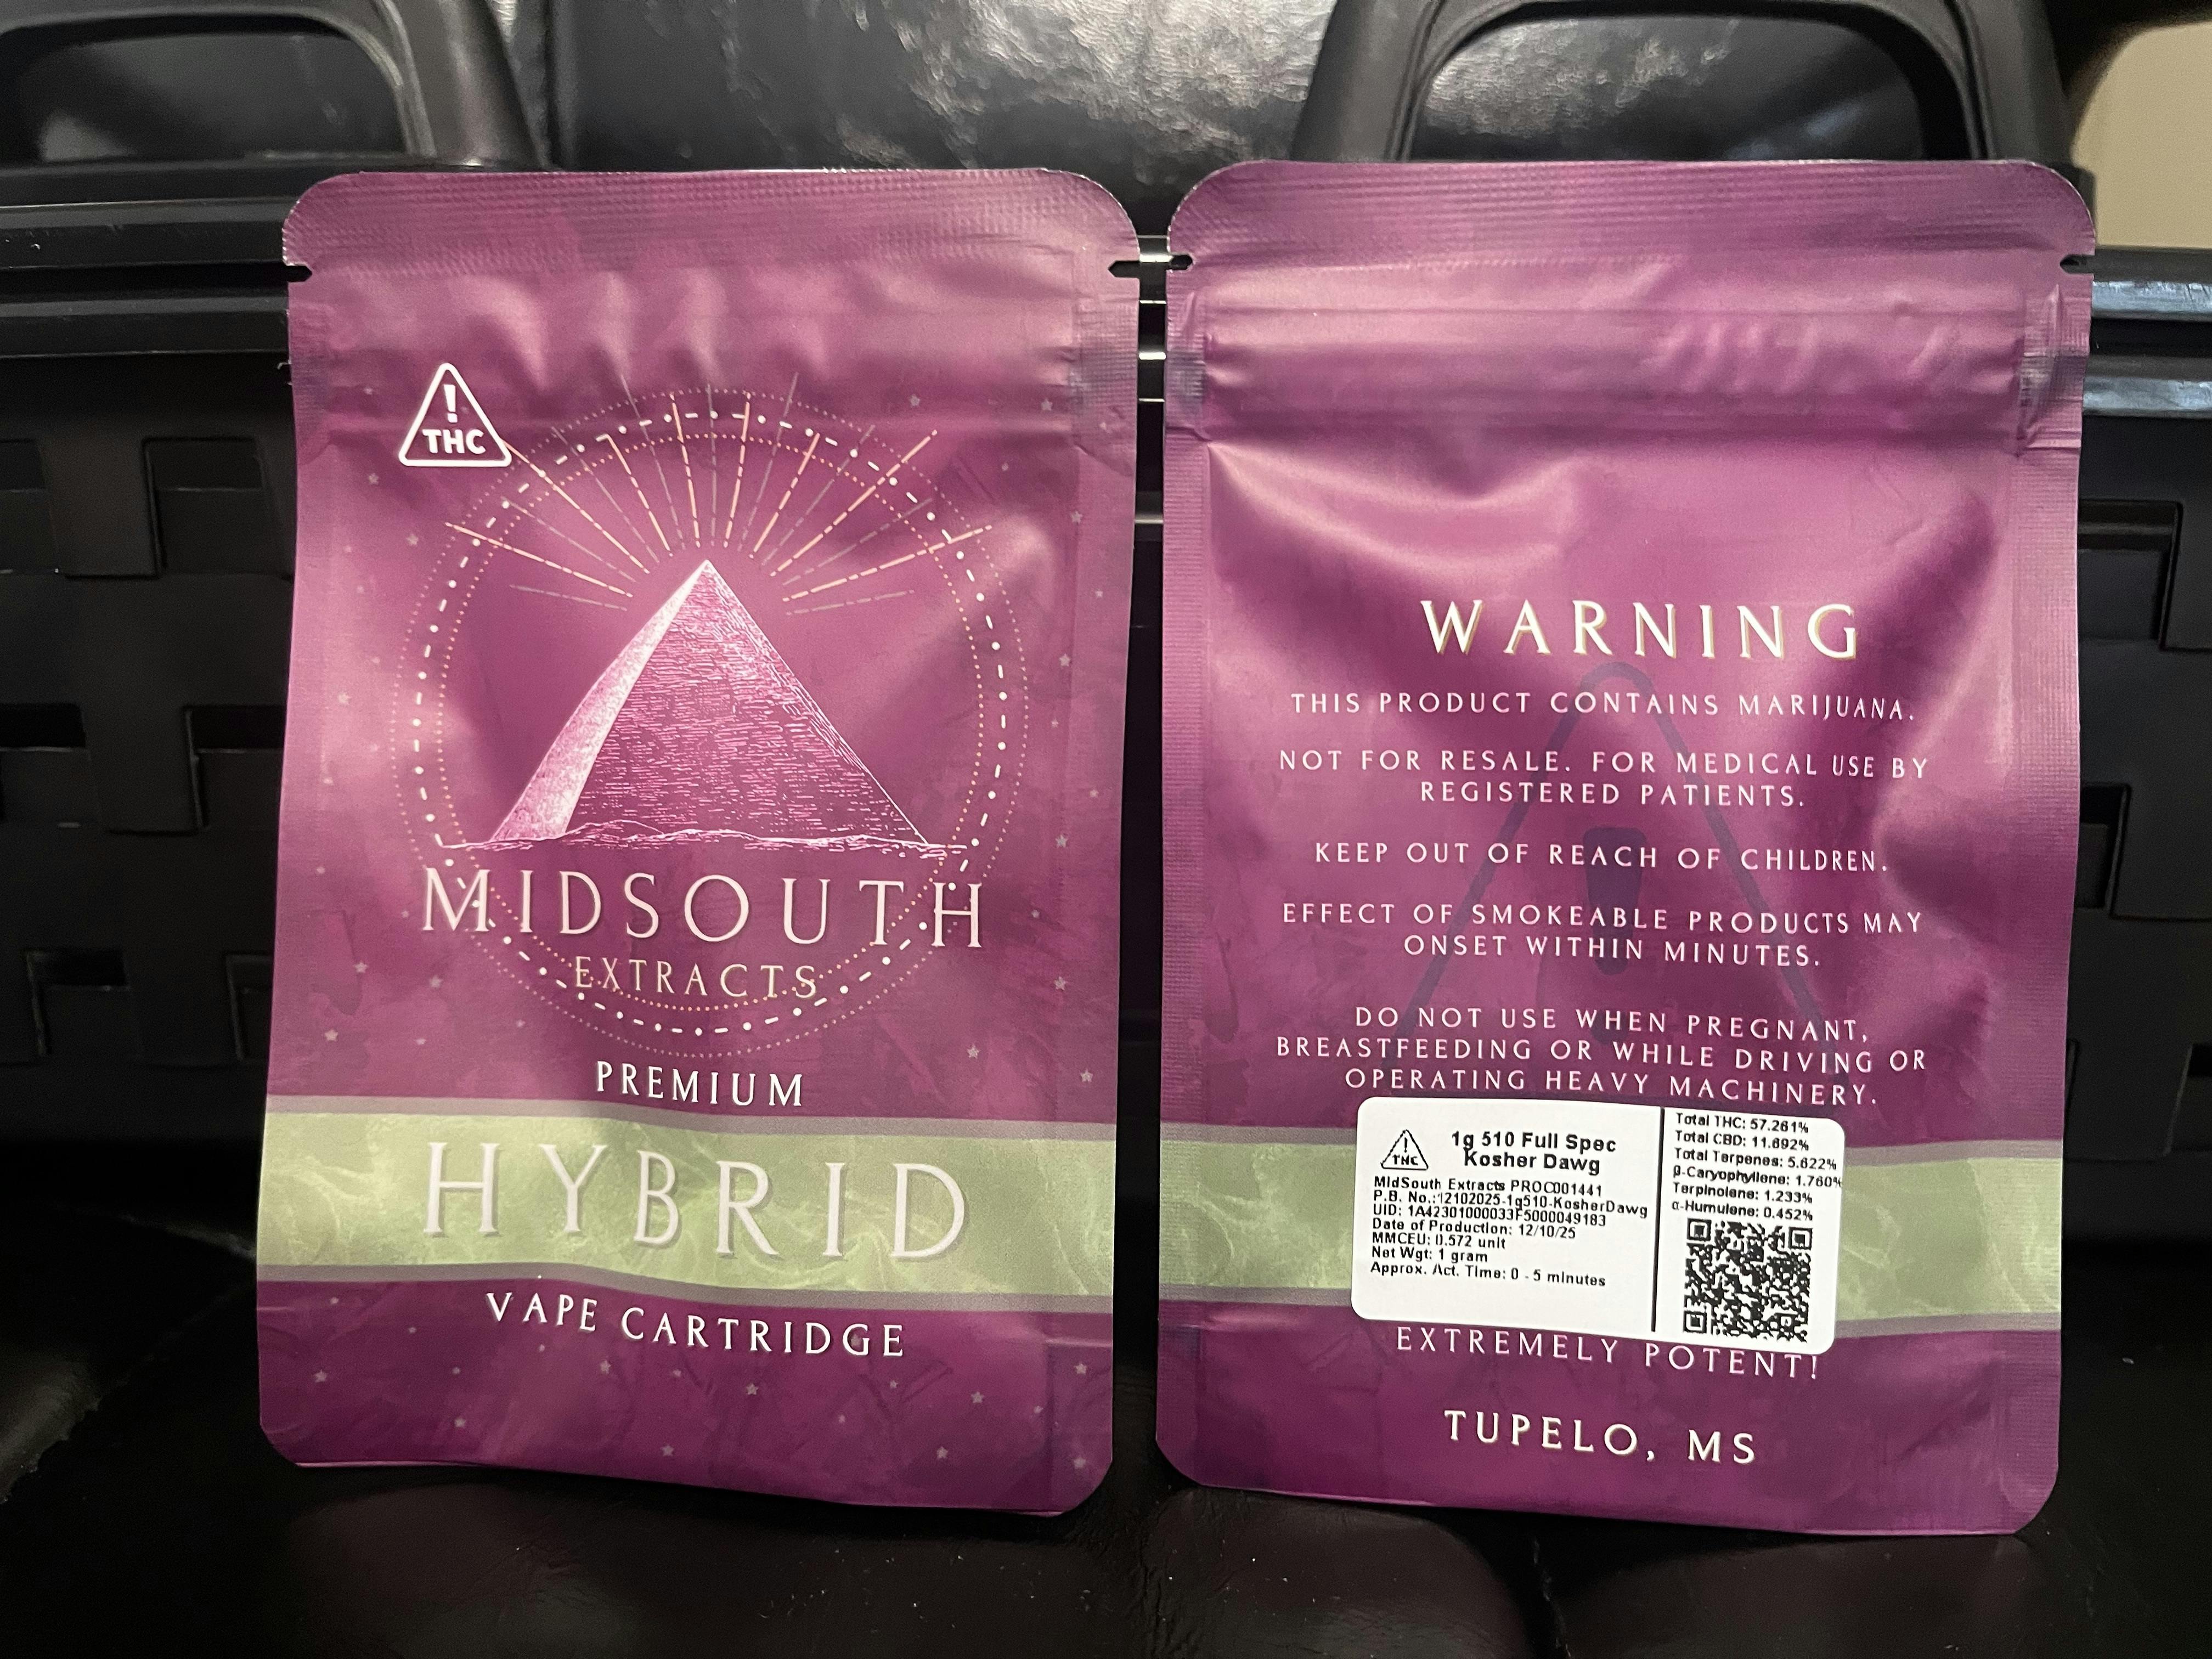 !
THC
MIDSOUTH
EXTRACTS
PREMIUM
HYBRID
VAPE CARTRIDGE
WARNING
THIS PRODUCT CONTAINS MARIJUANA.
NOT FOR RESALE. FOR MEDICAL USE BY
REGISTERED PATIENTS.
KEEP OUT OF REACH OF CHILDREN.
EFFECT OF SMOKEABLE PRODUCTS MAY
ONSET WITHIN MINUTES.
DO NOT USE WHEN PREGNANT,
BREASTFEEDING OR WHILE DRIVING OR
OPERATING HEAVY MACHINERY.
!
THC
1g 510 Full Spec
Kosher Dawg
MidSouth Extracts PROC001441
P.B. No.:12102025-1g510-KosherDawg
UID: 1A42301000033F5000049183
Date of Production: 12/10/25
MMCEU: 0.572 unit
Net Wgt: 1 gram
Approx. Act. Time: 0 - 5 minutes
Total THC: 57.261%
Total CBD: 11.692%
Total Terpenes: 5.622%
β-Caryophyllene: 1.760%
Terpinolene: 1.233%
α-Humulene: 0.452%
EXTREMELY POTENT!
TUPELO, MS